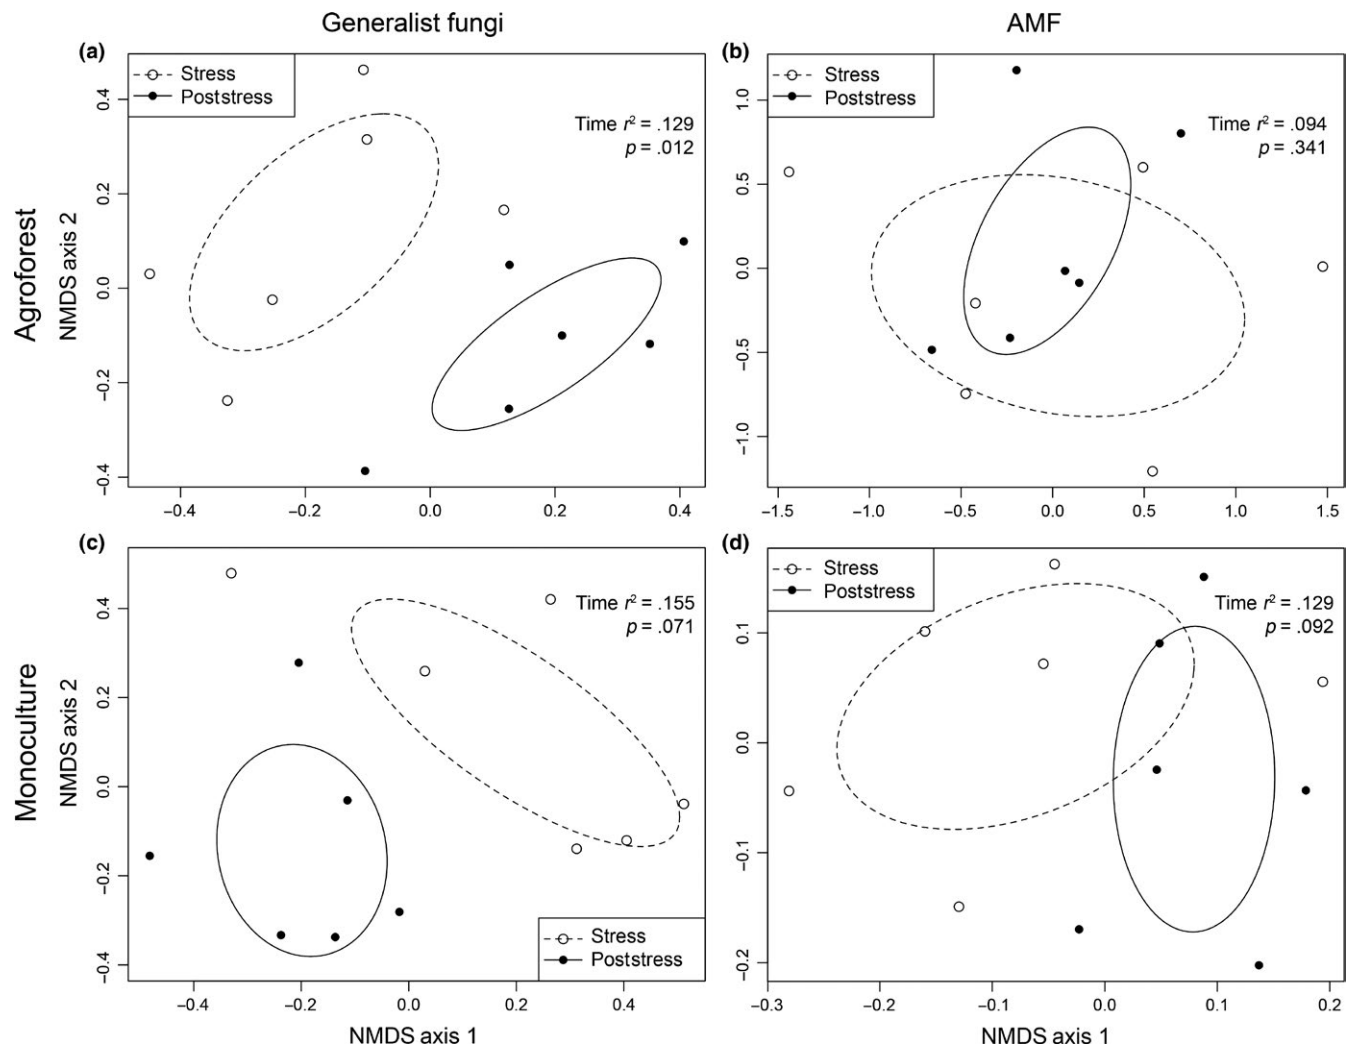 Generalist fungi
AMF
Agroforest
Monoculture
(a)
Stress
Poststress
Time r² = .129
p = .012
NMDS axis 2
0.4
0.2
0.0
−0.2
−0.4
−0.4
−0.2
0.0
0.2
0.4
(b)
Stress
Poststress
Time r² = .094
p = .341
1.0
0.5
0.0
−0.5
−1.0
−1.5
−1.0
−0.5
0.0
0.5
1.0
1.5
(c)
Time r² = .155
p = .071
Stress
Poststress
NMDS axis 2
0.4
0.2
0.0
−0.2
−0.4
−0.4
−0.2
0.0
0.2
0.4
NMDS axis 1
(d)
Stress
Poststress
Time r² = .129
p = .092
0.1
0.0
−0.1
−0.2
−0.3
−0.2
−0.1
0.0
0.1
0.2
NMDS axis 1